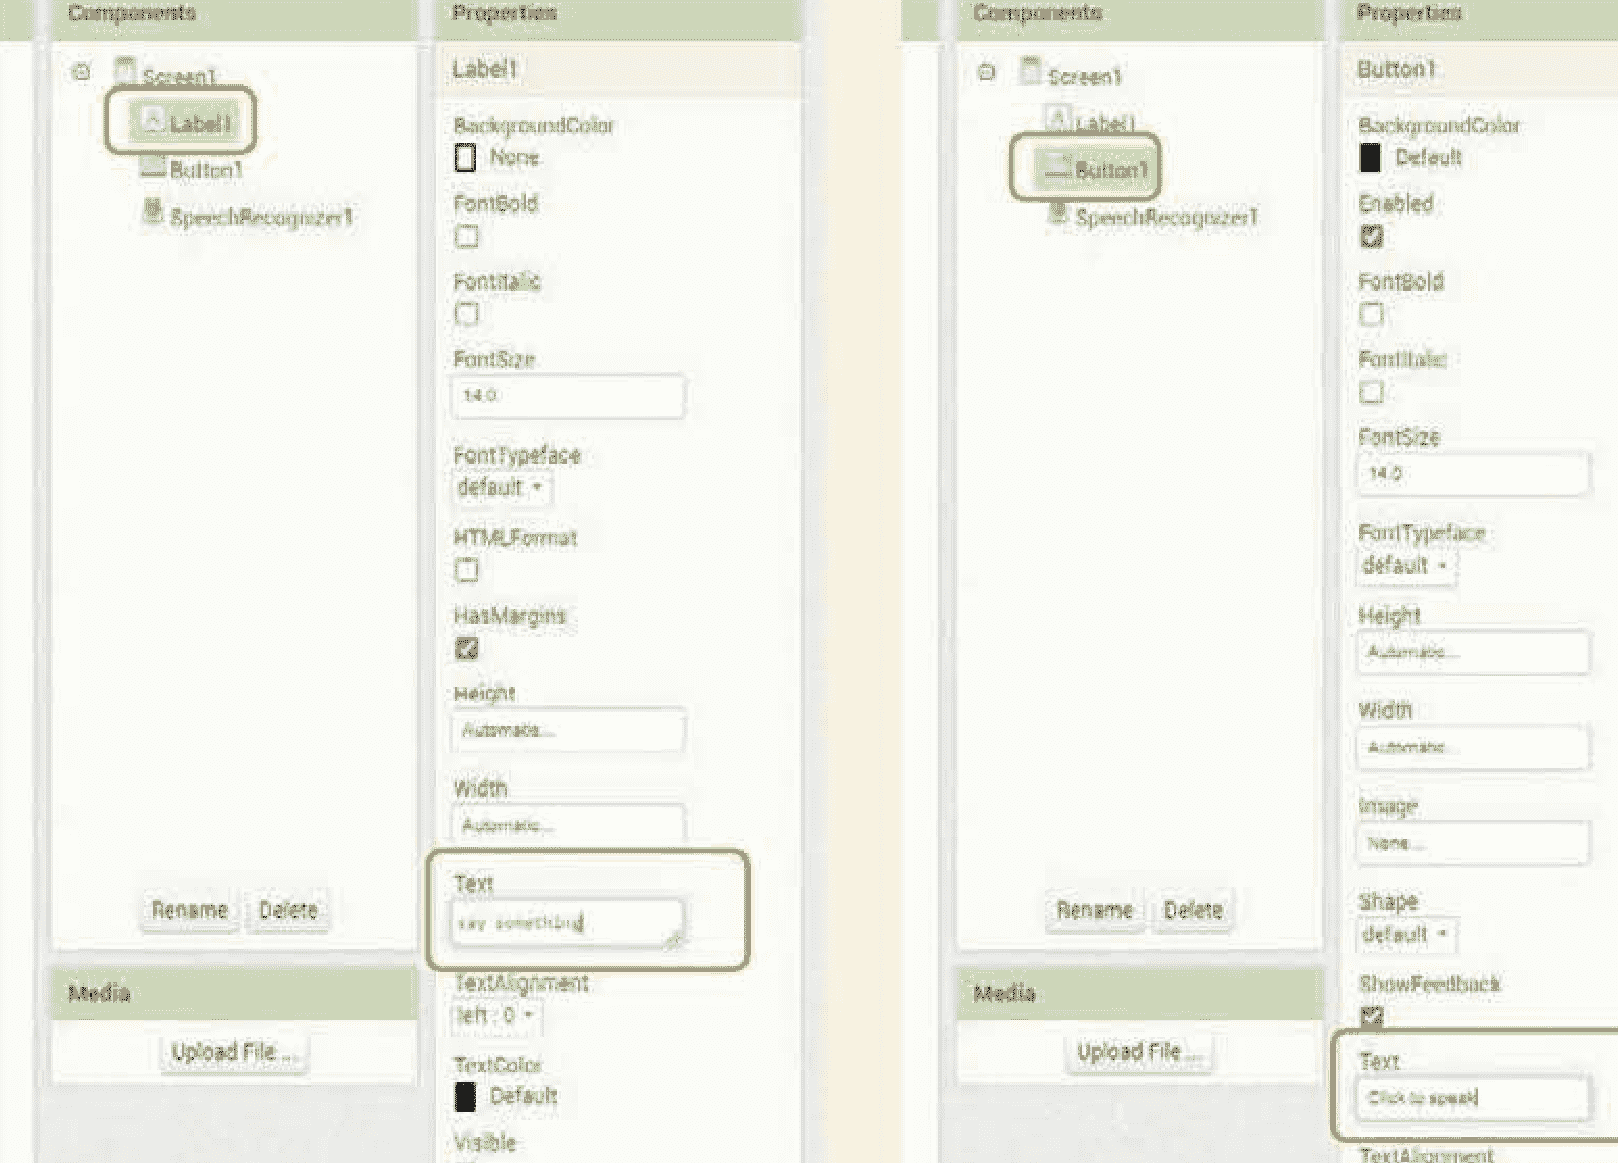 Components
Screen1
Label1
Button1
SpeechRecognizer1
Rename Delete
Media
Upload File ...
Properties
Label1
BackgroundColor
None
FontBold
FontItalic
FontSize
14.0
FontTypeface
default
HTMLFormat
HasMargins
Height
Automatic...
Width
Automatic...
Text
say something
TextAlignment
left : 0
TextColor
Default
Visible
Components
Screen1
Label1
Button1
SpeechRecognizer1
Rename Delete
Media
Upload File ...
Properties
Button1
BackgroundColor
Default
Enabled
FontBold
FontItalic
FontSize
14.0
FontTypeface
default
Height
Automatic...
Width
Automatic...
Image
None...
Shape
default
ShowFeedback
Text
Click to speak
TextAlignment